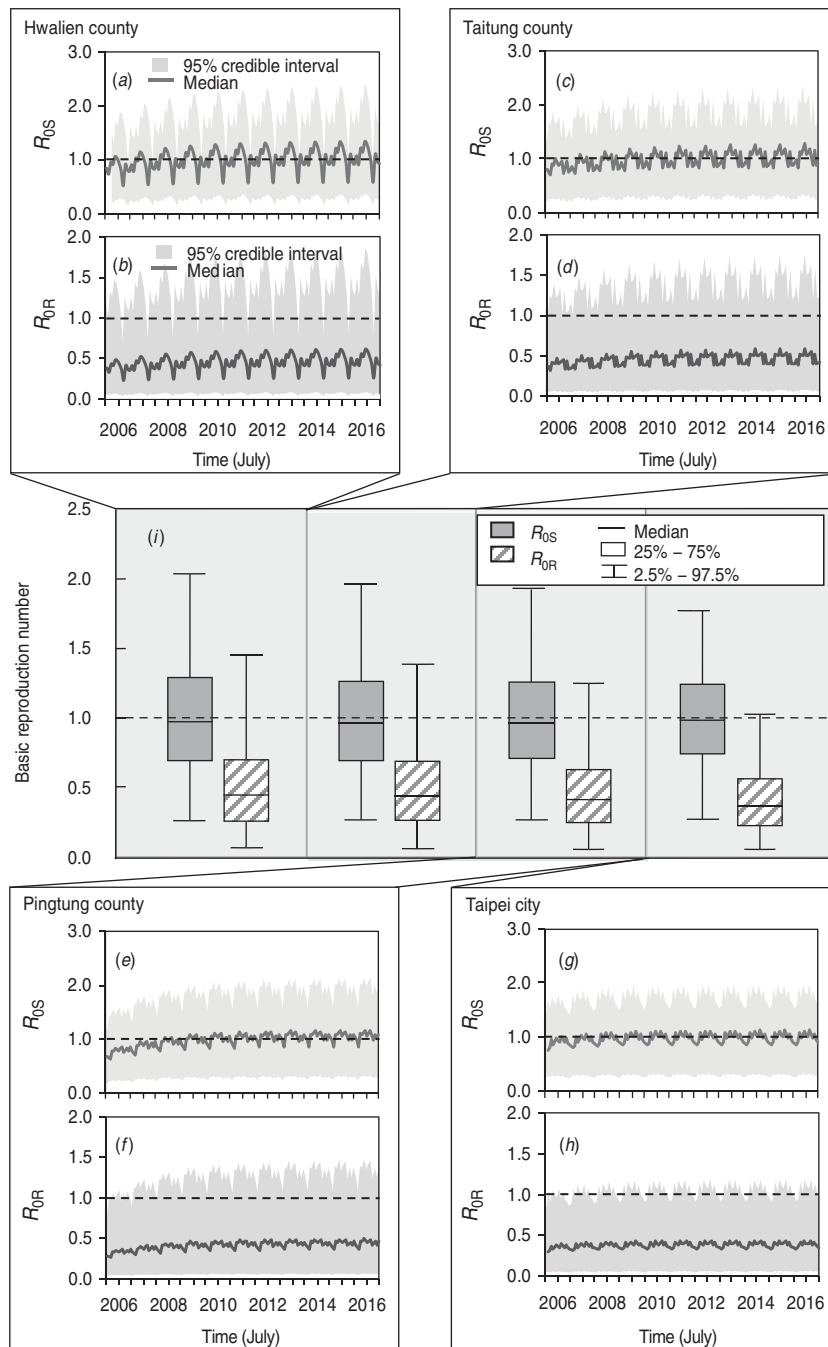 Hwalien county
3.0
2.0
1.0
0.0
R0S
(a)
95% credible interval
Median
2.0
1.5
1.0
0.5
0.0
R0R
(b)
95% credible interval
Median
2006 2008 2010 2012 2014 2016
Time (July)
Taitung county
3.0
2.0
1.0
0.0
R0S
(c)
2.0
1.5
1.0
0.5
0.0
R0R
(d)
2006 2008 2010 2012 2014 2016
Time (July)
2.5
2.0
1.5
1.0
0.5
0.0
Basic reproduction number
(i)
R0S
R0R
Median
25% – 75%
2.5% – 97.5%
Pingtung county
3.0
2.0
1.0
0.0
R0S
(e)
2.0
1.5
1.0
0.5
0.0
R0R
(f)
2006 2008 2010 2012 2014 2016
Time (July)
Taipei city
3.0
2.0
1.0
0.0
R0S
(g)
2.0
1.5
1.0
0.5
0.0
R0R
(h)
2006 2008 2010 2012 2014 2016
Time (July)